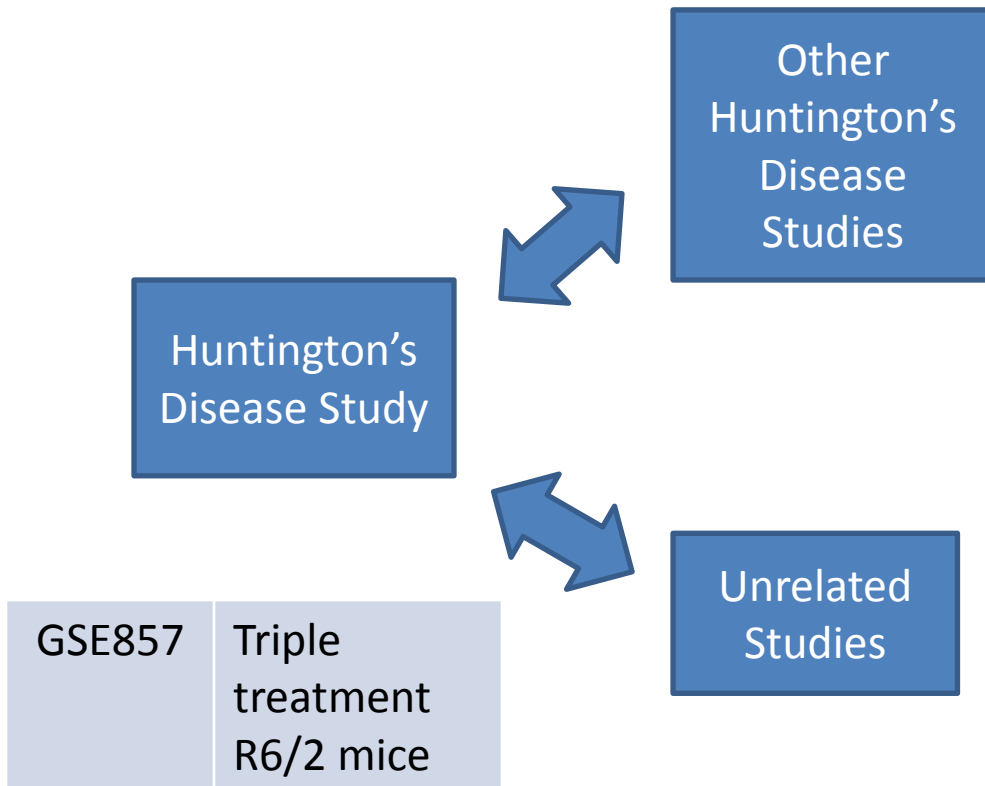 Other
Huntington’s
Disease
Studies
Huntington’s
Disease Study
Unrelated
Studies
GSE857
Triple
treatment
R6/2 mice